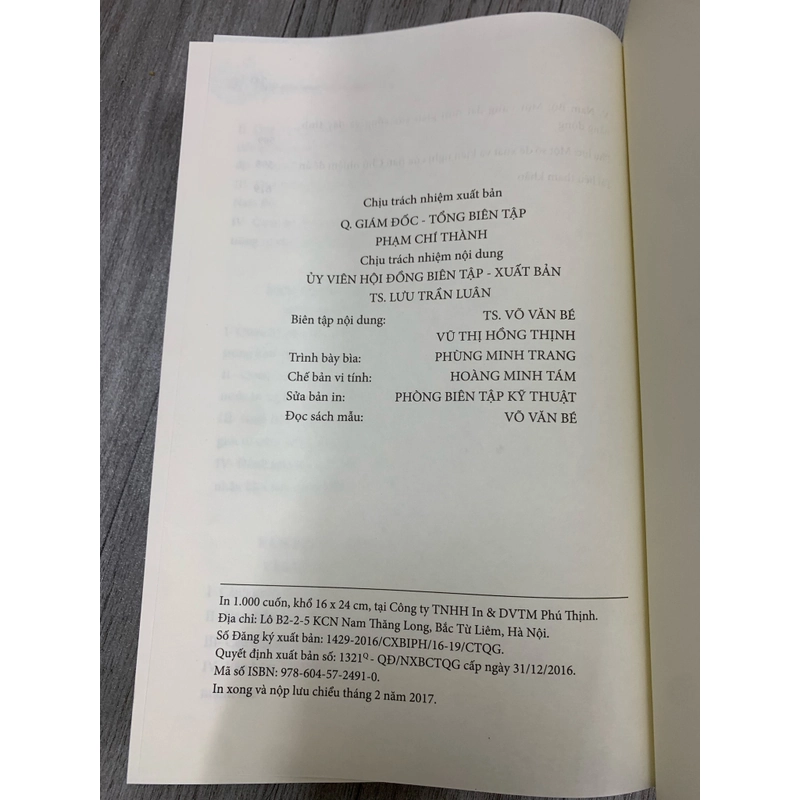 Chịu trách nhiệm xuất bản
Q. GIÁM ĐỐC - TỔNG BIÊN TẬP
PHẠM CHÍ THÀNH
Chịu trách nhiệm nội dung
ỦY VIÊN HỘI ĐỒNG BIÊN TẬP - XUẤT BẢN
TS. LƯU TRẦN LUÂN
Biên tập nội dung: TS. VÕ VĂN BÉ
VŨ THỊ HỒNG THỊNH
Trình bày bìa: PHÙNG MINH TRANG
Chế bản vi tính: HOÀNG MINH TÁM
Sửa bản in: PHÒNG BIÊN TẬP KỸ THUẬT
Đọc sách mẫu: VÕ VĂN BÉ
In 1.000 cuốn, khổ 16 x 24 cm, tại Công ty TNHH In & DVTM Phú Thịnh.
Địa chỉ: Lô B2-2-5 KCN Nam Thăng Long, Bắc Từ Liêm, Hà Nội.
Số Đăng ký xuất bản: 1429-2016/CXBIPH/16-19/CTQG.
Quyết định xuất bản số: 1321Q - QĐ/NXBCTQG cấp ngày 31/12/2016.
Mã số ISBN: 978-604-57-2491-0.
In xong và nộp lưu chiểu tháng 2 năm 2017.